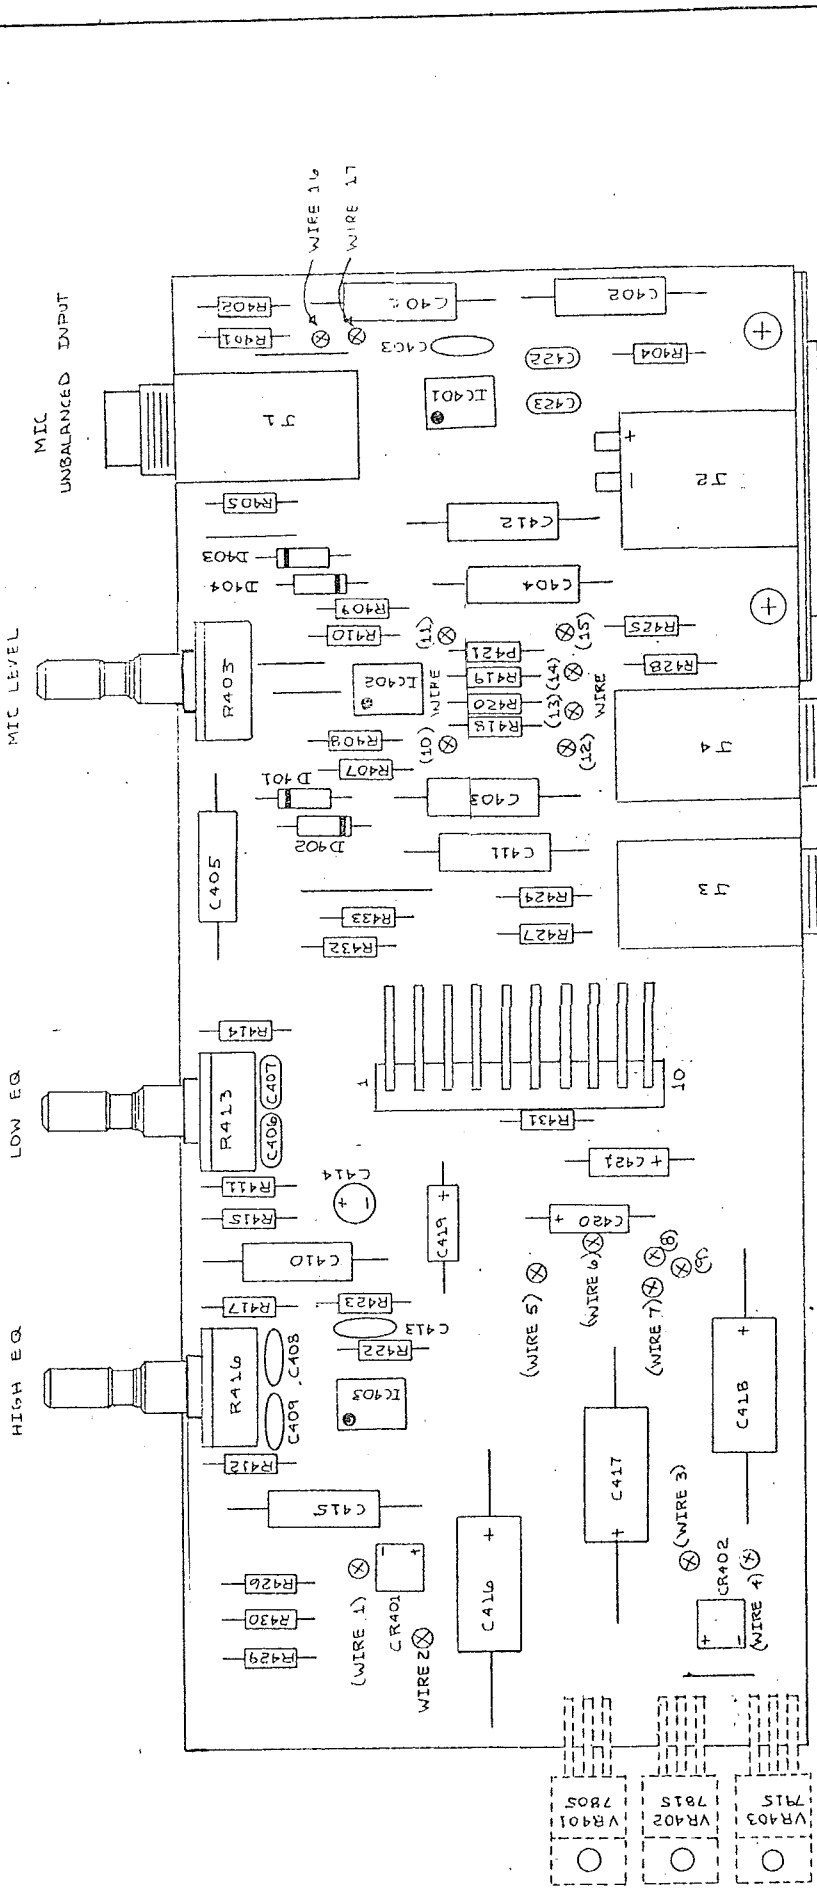 WIRE 16
WIRE 17
MIC
UNBALANCED INPUT
R402
R401
C403
C402
IC401
C422
C423
R404
J1
J2
+
−
R405
C412
D403
D404
C404
R409
R410
(11)
(15)
R425
R428
MIC LEVEL
R403
IC402
WIRE
R421
R419
R420
R418
(14)
(13)
WIRE
R408
(10)
(12)
J4
R407
D401
D402
C403
C411
C405
J3
R424
R433
R432
R427
R414
LOW EQ
R413
C407
C406
1
10
R431
R411
R415
C414
+
−
C421
+
C419
+
C420
+
C410
(WIRE 5)
(WIRE 6)
(8)
(9)
(WIRE 7)
R417
R423
C413
R422
HIGH EQ
R416
C408
C409
IC403
C418
+
C417
+
R412
C415
C416
+
(WIRE 3)
R426
R430
R429
(WIRE 1)
−
+
CR401
WIRE 2
CR402
+
−
(WIRE 4)
VR401
7805
VR402
7815
VR403
7915